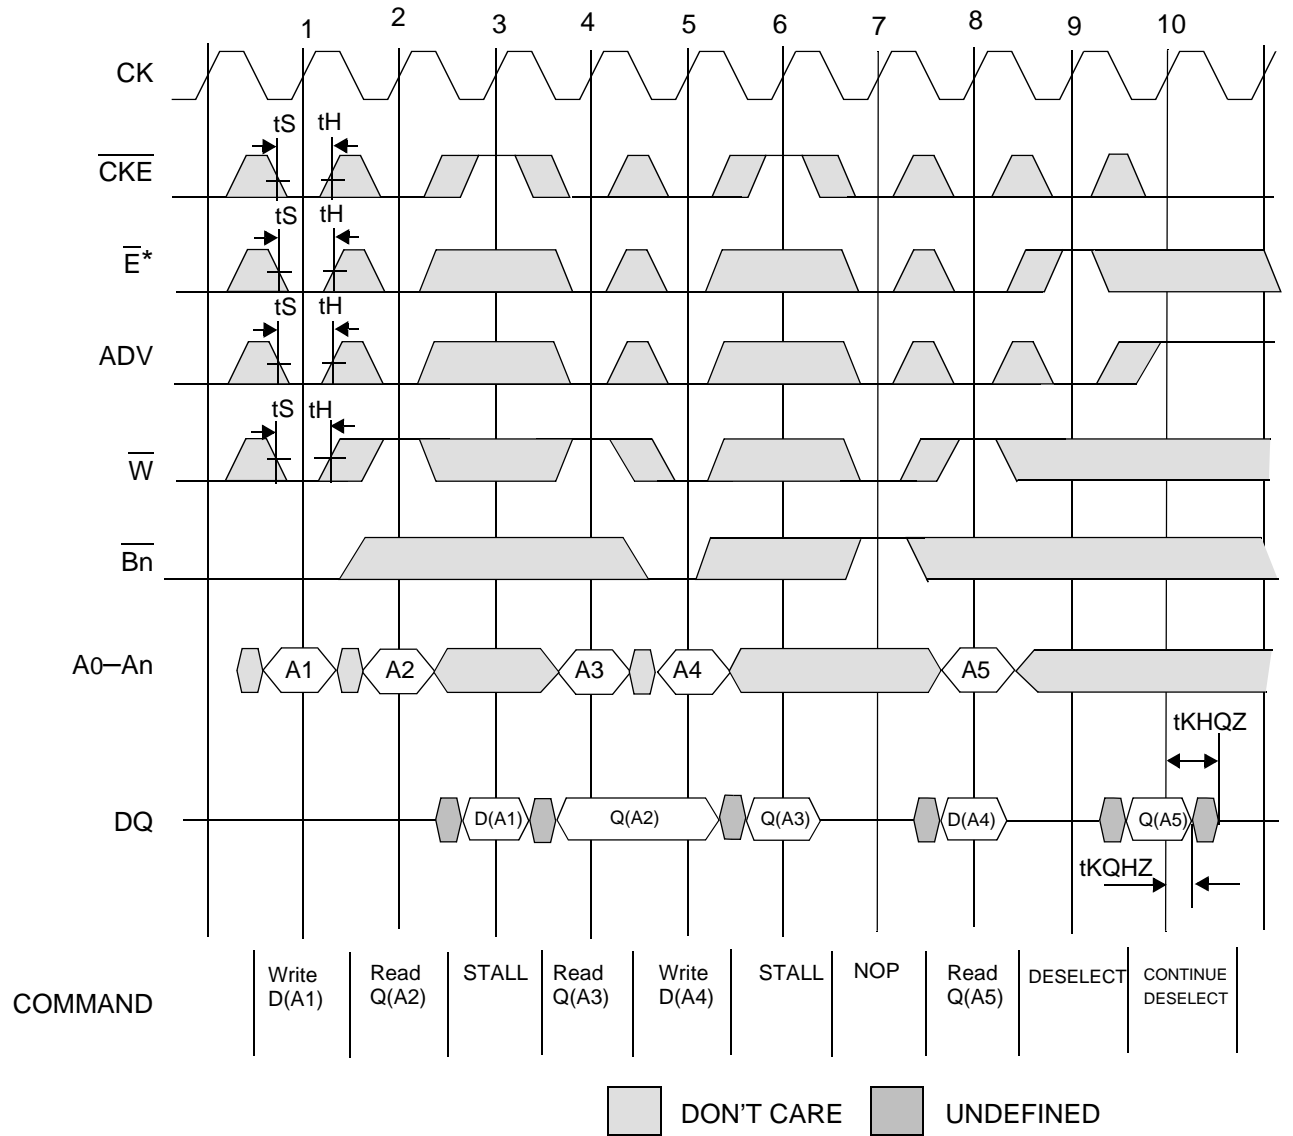 1 2 3 4 5 6 7 8 9 10
CK
tS tH
CKE
tS tH
E*
tS tH
ADV
tS tH
W
Bn
A0–An A1 A2 A3 A4 A5
tKHQZ
DQ D(A1) Q(A2) Q(A3) D(A4) Q(A5)
tKQHZ
COMMAND
Write
D(A1)
Read
Q(A2)
STALL
Read
Q(A3)
Write
D(A4)
STALL
NOP
Read
Q(A5)
DESELECT
CONTINUE
DESELECT
DON'T CARE UNDEFINED